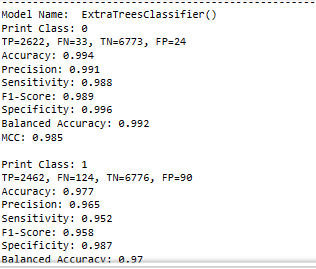 --------------------------------------------------
Model Name:  ExtraTreesClassifier()
Print Class: 0
TP=2622, FN=33, TN=6773, FP=24
Accuracy: 0.994
Precision: 0.991
Sensitivity: 0.988
F1-Score: 0.989
Specificity: 0.996
Balanced Accuracy: 0.992
MCC: 0.985
Print Class: 1
TP=2462, FN=124, TN=6776, FP=90
Accuracy: 0.977
Precision: 0.965
Sensitivity: 0.952
F1-Score: 0.958
Specificity: 0.987
Balanced Accuracy: 0.97